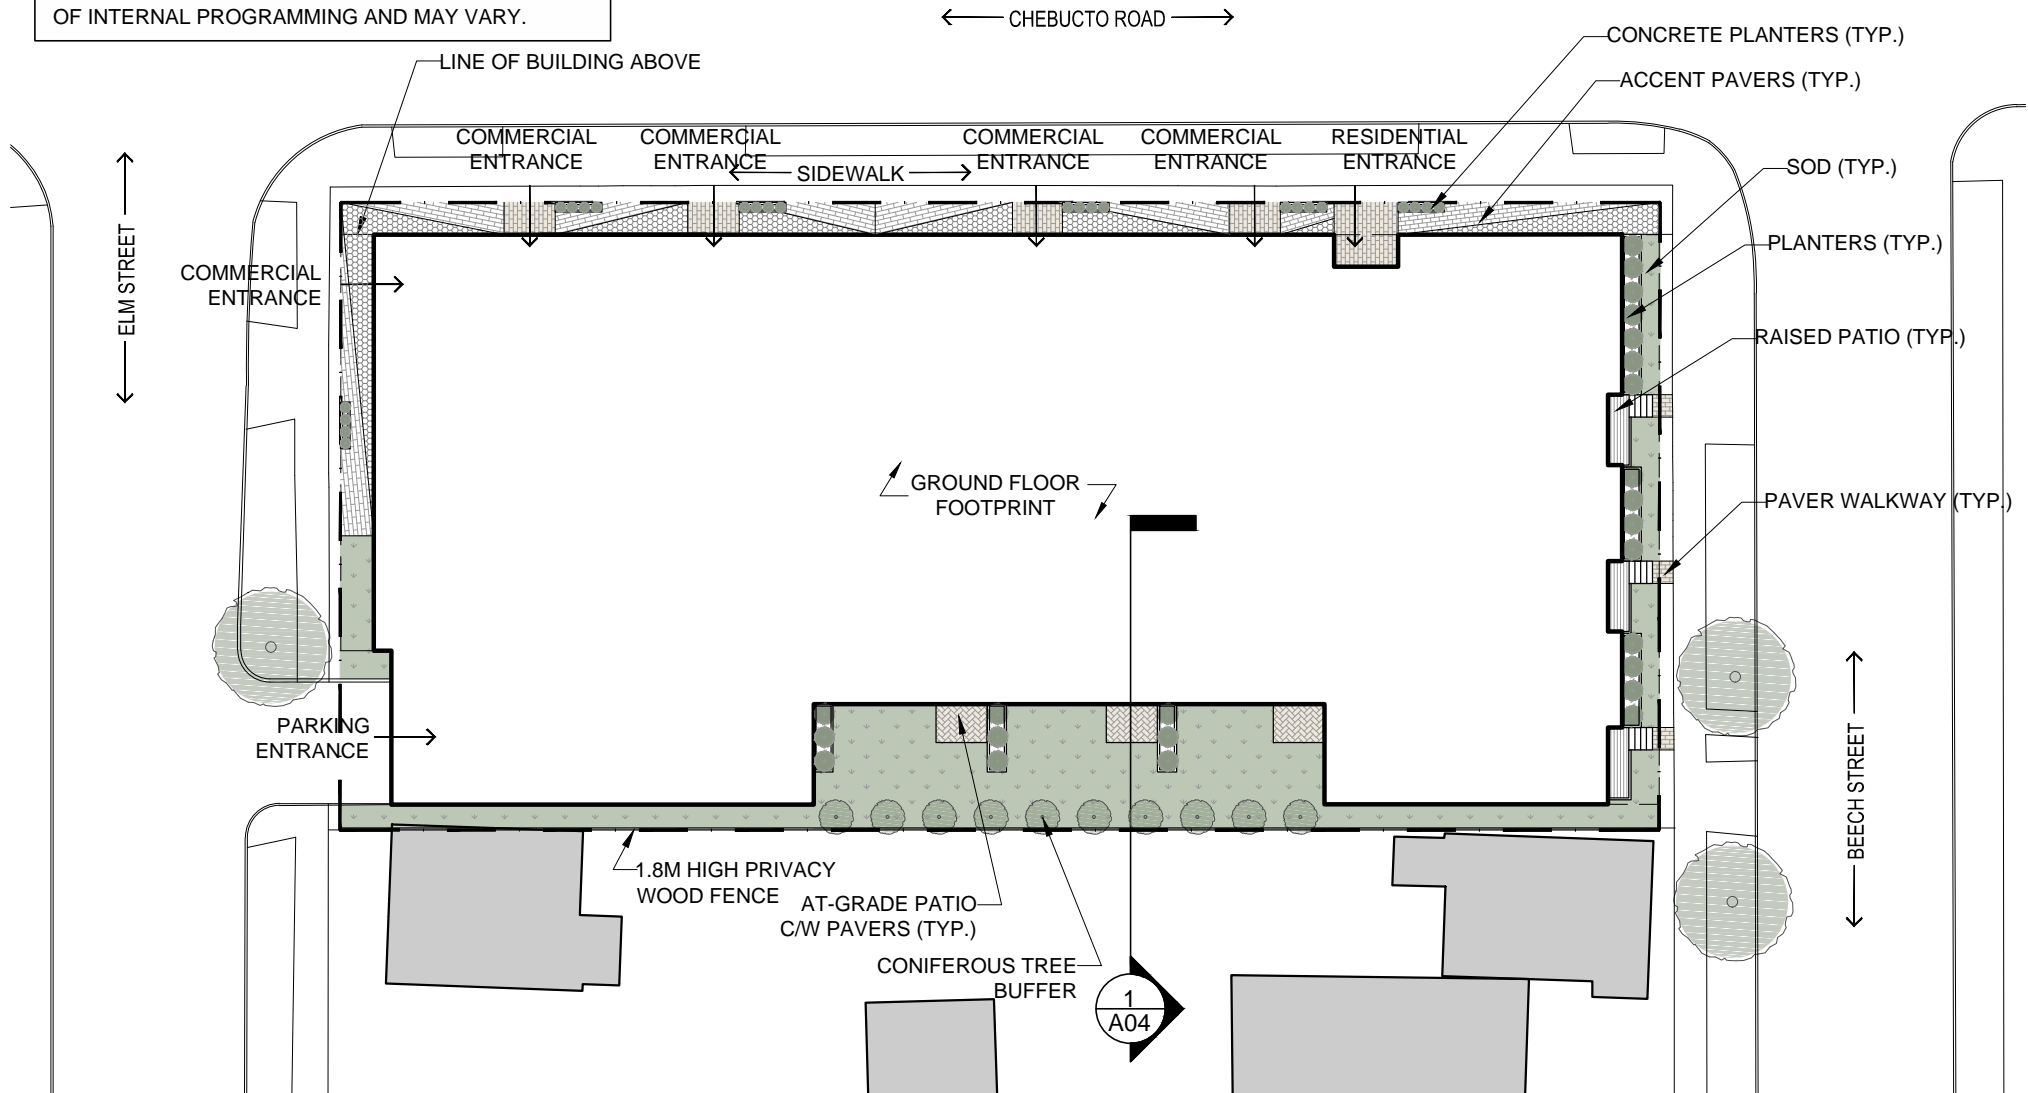 OF INTERNAL PROGRAMMING AND MAY VARY.
CHEBUCTO ROAD
CONCRETE PLANTERS (TYP.)
LINE OF BUILDING ABOVE
ACCENT PAVERS (TYP.)
COMMERCIAL
ENTRANCE
COMMERCIAL
ENTRANCE
SIDEWALK
COMMERCIAL
ENTRANCE
COMMERCIAL
ENTRANCE
RESIDENTIAL
ENTRANCE
SOD (TYP.)
PLANTERS (TYP.)
ELM STREET
COMMERCIAL
ENTRANCE
RAISED PATIO (TYP.)
GROUND FLOOR
FOOTPRINT
PAVER WALKWAY (TYP.)
PARKING
ENTRANCE
BEECH STREET
1.8M HIGH PRIVACY
WOOD FENCE
AT-GRADE PATIO
C/W PAVERS (TYP.)
CONIFEROUS TREE
BUFFER
1
A04